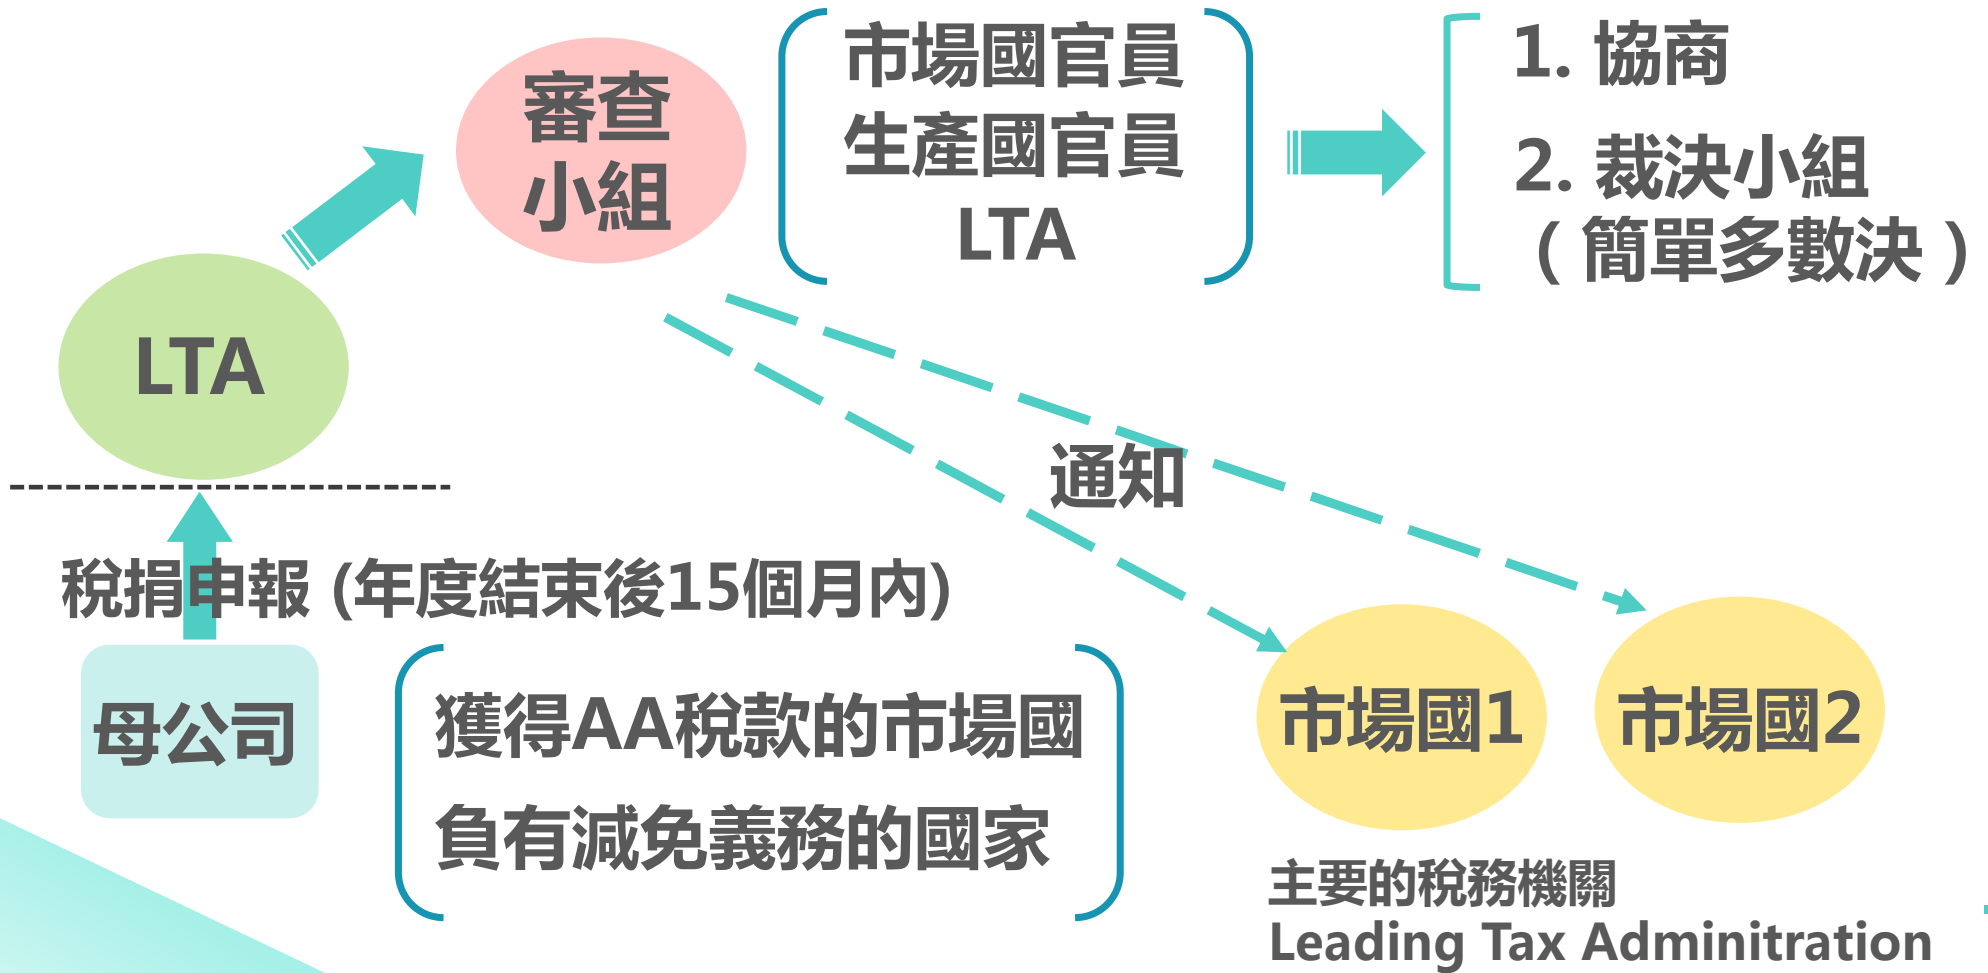 審查
小組
市場國官員
生產國官員
LTA
1. 協商
2. 裁決小組
( 簡單多數決 )
LTA
通知
稅捐申報 (年度結束後15個月內)
母公司
獲得AA稅款的市場國
負有減免義務的國家
市場國1
市場國2
主要的稅務機關
Leading Tax Adminitration